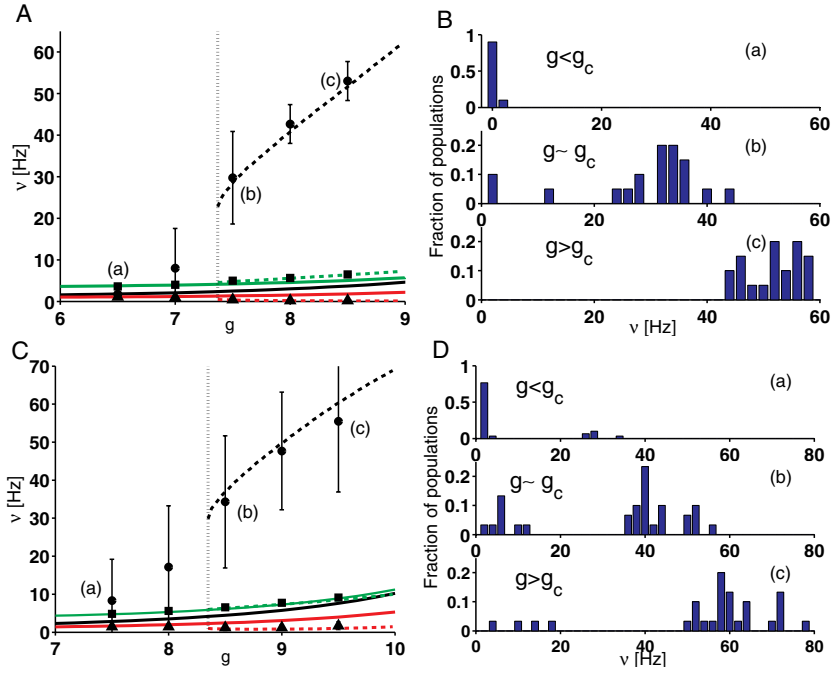 A
ν [Hz]
60
50
40
30
20
10
0
(a)
(b)
(c)
6
7
8
9
g
B
Fraction of populations
1
0.5
0
g<g_c
(a)
0
20
40
60
0.2
0.1
0
g~ g_c
(b)
0
20
40
60
0.2
0.1
0
g>g_c
(c)
0
20
40
60
ν [Hz]
C
ν [Hz]
70
60
50
40
30
20
10
0
(a)
(b)
(c)
7
8
9
10
g
D
Fraction of populations
1
0.5
0
g<g_c
(a)
0
20
40
60
80
0.2
0.1
0
g~ g_c
(b)
0
20
40
60
80
0.2
0.1
0
g>g_c
(c)
0
20
40
60
80
ν [Hz]